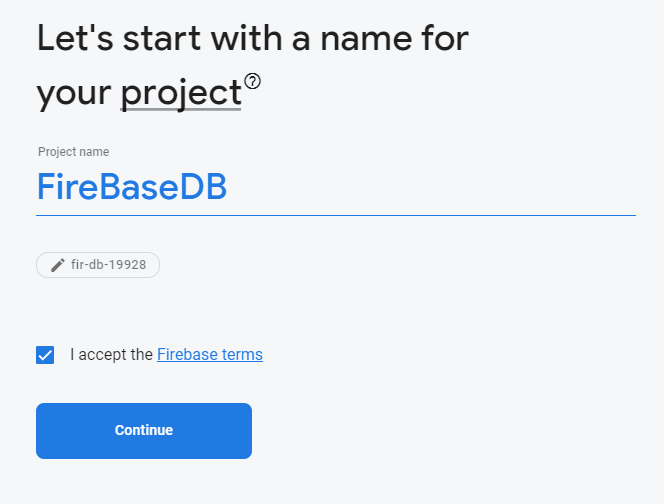 Let's start with a name for
your project
Project name
FireBaseDB
fir-db-19928
I accept the Firebase terms
Continue